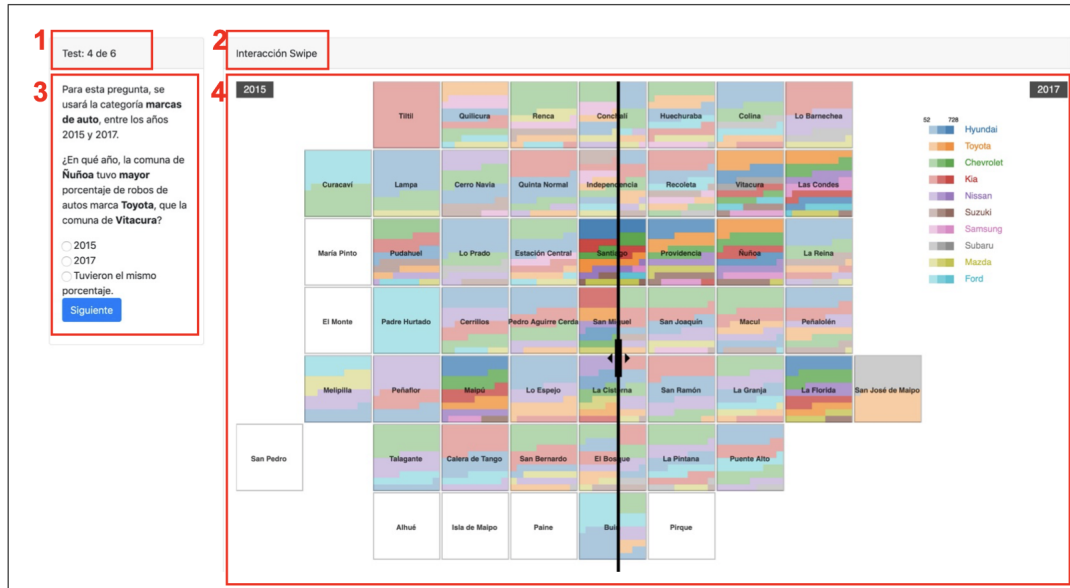 1
Test: 4 de 6
2
Interacción Swipe
3
Para esta pregunta, se
usará la categoría marcas
de auto, entre los años
2015 y 2017.
¿En qué año, la comuna de
Ñuñoa tuvo mayor
porcentaje de robos de
autos marca Toyota, que la
comuna de Vitacura?
2015
2017
Tuvieron el mismo
porcentaje.
Siguiente
4
2015
2017
Tiltil Quilicura Renca Conchalí Huechuraba Colina Lo Barnechea
Curacaví Lampa Cerro Navia Quinta Normal Independencia Recoleta Vitacura Las Condes
María Pinto Pudahuel Lo Prado Estación Central Santiago Providencia Ñuñoa La Reina
El Monte Padre Hurtado Cerrillos Pedro Aguirre Cerda San Miguel San Joaquín Macul Peñalolén
Melipilla Peñaflor Maipú Lo Espejo La Cisterna San Ramón La Granja La Florida San José de Maipo
San Pedro Talagante Calera de Tango San Bernardo El Bosque La Pintana Puente Alto
Alhué Isla de Maipo Paine Buin Pirque
52 728
Hyundai
Toyota
Chevrolet
Kia
Nissan
Suzuki
Samsung
Subaru
Mazda
Ford